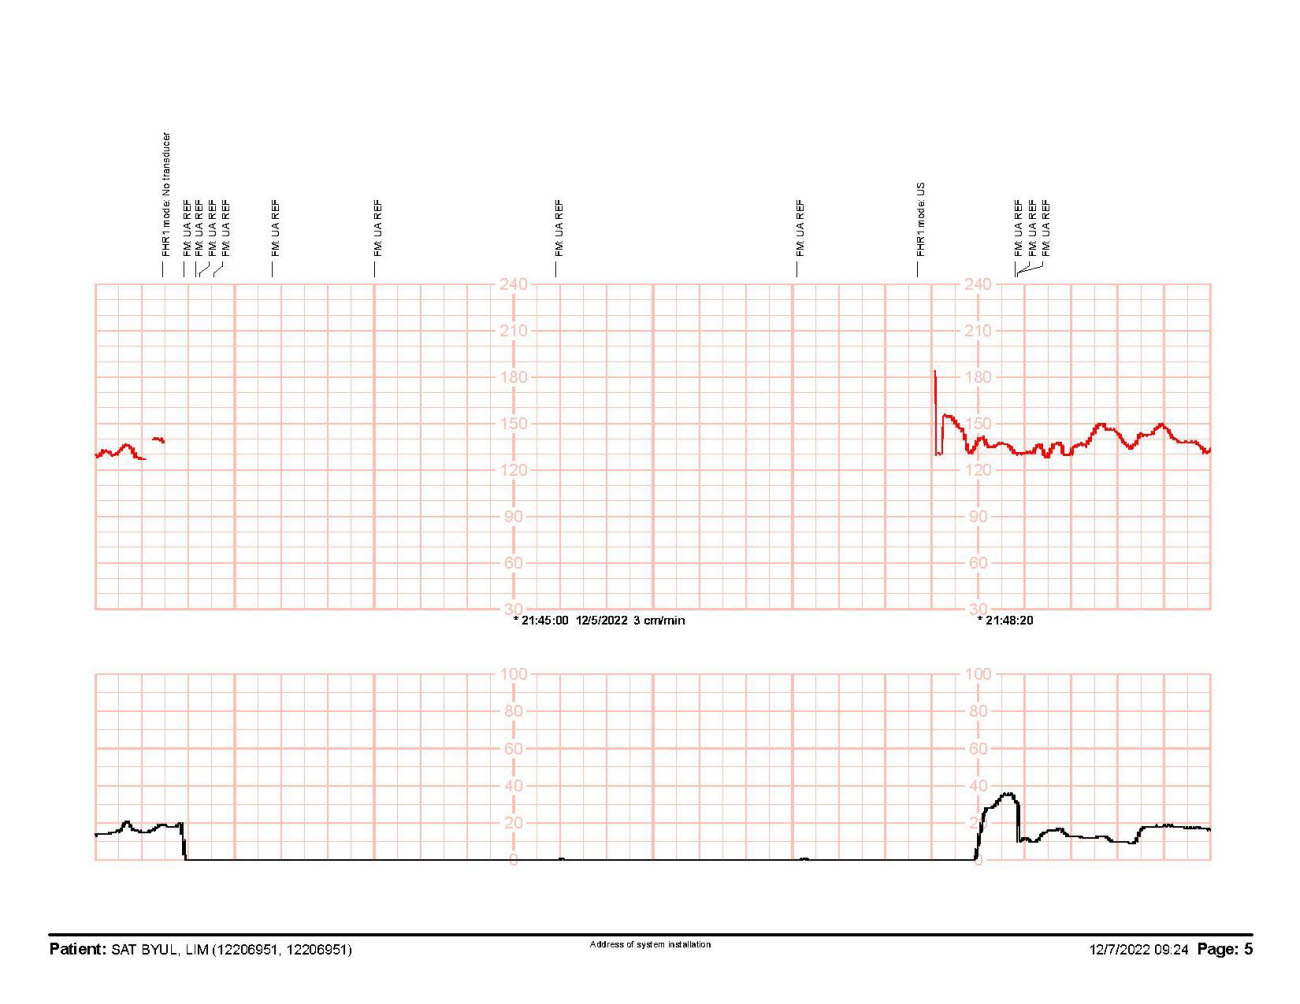 FHR1 mode: No transducer
FM: UA REF
FM: UA REF
FM: UA REF
FM: UA REF
FM: UA REF
FM: UA REF
FM: UA REF
FM: UA REF
FHR1 mode: US
FM: UA REF
FM: UA REF
FM: UA REF
240 240
210 210
180 180
150 150
120 120
90 90
60 60
30 30
* 21:45:00 12/5/2022 3 cm/min * 21:48:20
100 100
80 80
60 60
40 40
20 20
0 0
Patient: SAT BYUL, LIM (12206951, 12206951) Address of system installation 12/7/2022 09:24 Page: 5